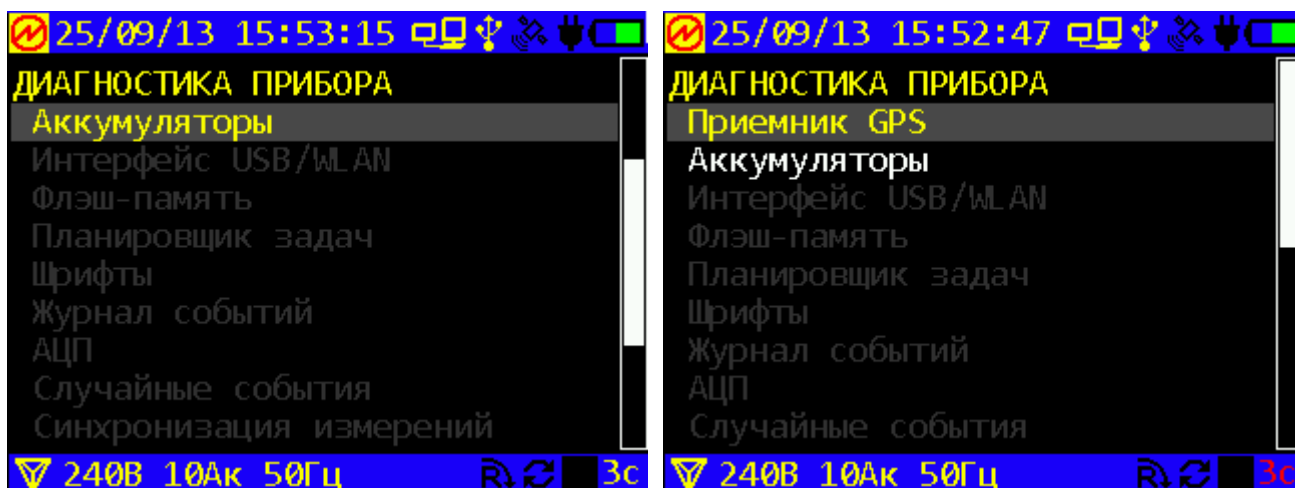 25/09/13 15:53:15
ДИАГНОСТИКА ПРИБОРА
Аккумуляторы
Интерфейс USB/WLAN
Флэш-память
Планировщик задач
Шрифты
Журнал событий
АЦП
Случайные события
Синхронизация измерений
240В 10Ак 50Гц R 3с
25/09/13 15:52:47
ДИАГНОСТИКА ПРИБОРА
Приемник GPS
Аккумуляторы
Интерфейс USB/WLAN
Флэш-память
Планировщик задач
Шрифты
Журнал событий
АЦП
Случайные события
240В 10Ак 50Гц R 3с